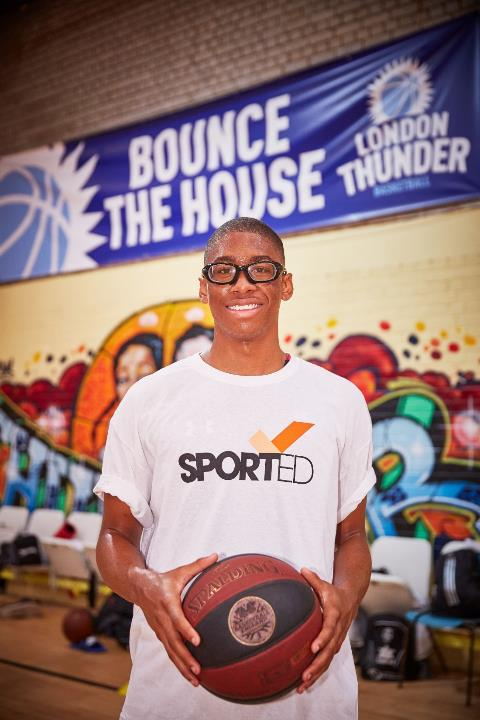 BOUNCE
THE HOUSE
LONDON
THUNDER
BASKETBALL
SPORTED
SPALDING